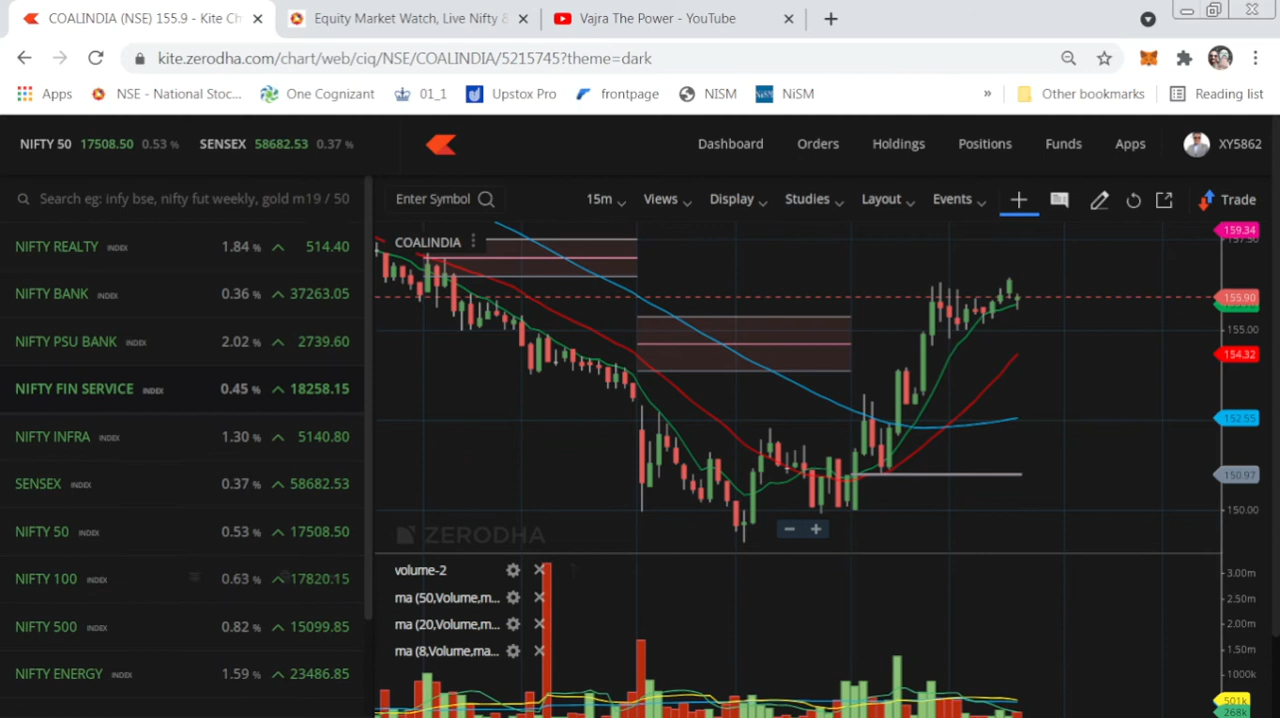 COALINDIA (NSE) 155.9 - Kite Ch
Equity Market Watch, Live Nifty &
Vajra The Power - YouTube
kite.zerodha.com/chart/web/ciq/NSE/COALINDIA/5215745?theme=dark
Apps
NSE - National Stoc...
One Cognizant
01_1
Upstox Pro
frontpage
NISM
NiSM
»
Other bookmarks
Reading list
NIFTY 50 17508.50 0.53 %
SENSEX 58682.53 0.37 %
Dashboard
Orders
Holdings
Positions
Funds
Apps
XY5862
Search eg: infy bse, nifty fut weekly, gold m19 / 50
Enter Symbol
15m
Views
Display
Studies
Layout
Events
Trade
NIFTY REALTY INDEX 1.84 % 514.40
NIFTY BANK INDEX 0.36 % 37263.05
NIFTY PSU BANK INDEX 2.02 % 2739.60
NIFTY FIN SERVICE INDEX 0.45 % 18258.15
NIFTY INFRA INDEX 1.30 % 5140.80
SENSEX INDEX 0.37 % 58682.53
NIFTY 50 INDEX 0.53 % 17508.50
NIFTY 100 INDEX 0.63 % 17820.15
NIFTY 500 INDEX 0.82 % 15099.85
NIFTY ENERGY INDEX 1.59 % 23486.85
COALINDIA
159.34
157.50
155.90
155.00
154.32
152.55
150.97
150.00
ZERODHA
volume-2
ma (50,Volume,m...
ma (20,Volume,m...
ma (8,Volume,ma...
3.00m
2.50m
2.00m
1.50m
1000k
501k
268k